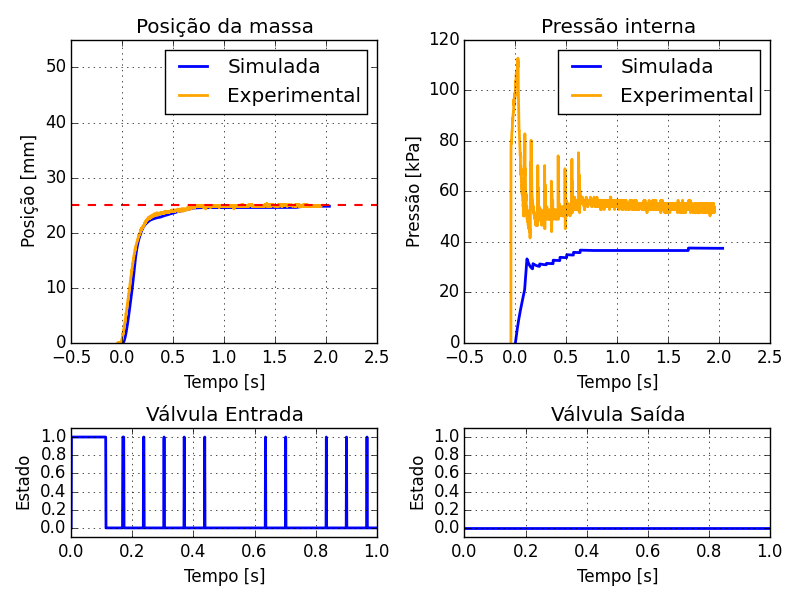 Posição da massa
Simulada
Experimental
Posição [mm]
50
40
30
20
10
0
−0.5 0.0 0.5 1.0 1.5 2.0 2.5
Tempo [s]
Pressão interna
Simulada
Experimental
Pressão [kPa]
120
100
80
60
40
20
0
−0.5 0.0 0.5 1.0 1.5 2.0 2.5
Tempo [s]
Válvula Entrada
Estado
1.0
0.8
0.6
0.4
0.2
0.0
0.0 0.2 0.4 0.6 0.8 1.0
Tempo [s]
Válvula Saída
Estado
1.0
0.8
0.6
0.4
0.2
0.0
0.0 0.2 0.4 0.6 0.8 1.0
Tempo [s]